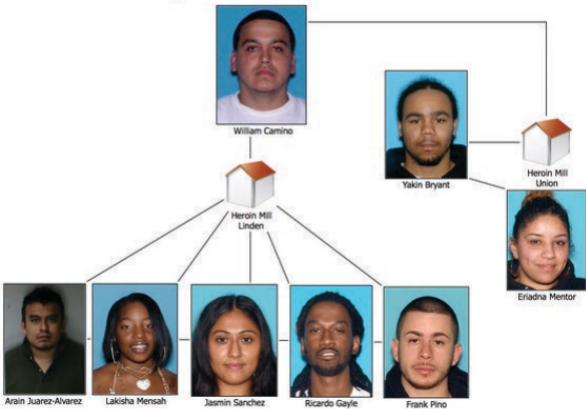 William Camino
Yakin Bryant
Heroin Mill
Union
Heroin Mill
Linden
Eriadna Mentor
Arain Juarez-Alvarez
Lakisha Mensah
Jasmin Sanchez
Ricardo Gayle
Frank Pino